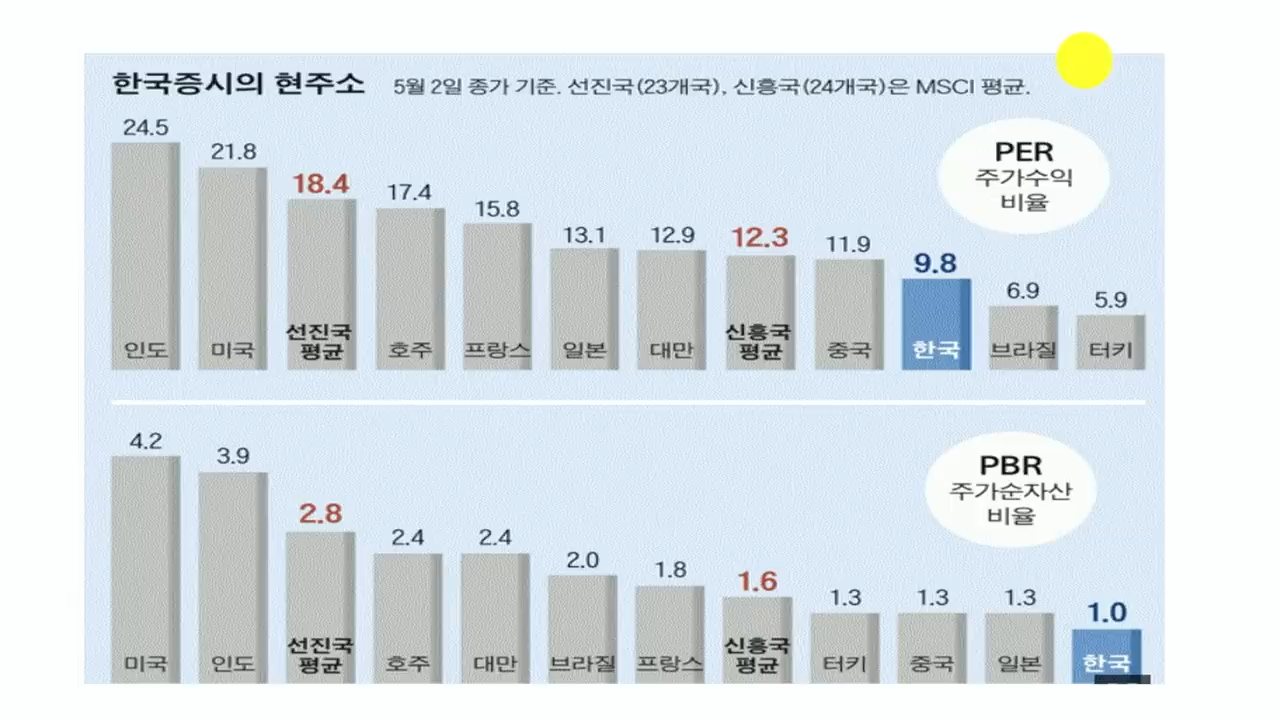 한국증시의 현주소 5월 2일 종가 기준. 선진국(23개국), 신흥국(24개국)은 MSCI 평균.
PER
주가수익
비율
24.5
21.8
18.4
17.4
15.8
13.1
12.9
12.3
11.9
9.8
6.9
5.9
인도
미국
선진국
평균
호주
프랑스
일본
대만
신흥국
평균
중국
한국
브라질
터키
PBR
주가순자산
비율
4.2
3.9
2.8
2.4
2.4
2.0
1.8
1.6
1.3
1.3
1.3
1.0
미국
인도
선진국
평균
호주
대만
브라질
프랑스
신흥국
평균
터키
중국
일본
한국